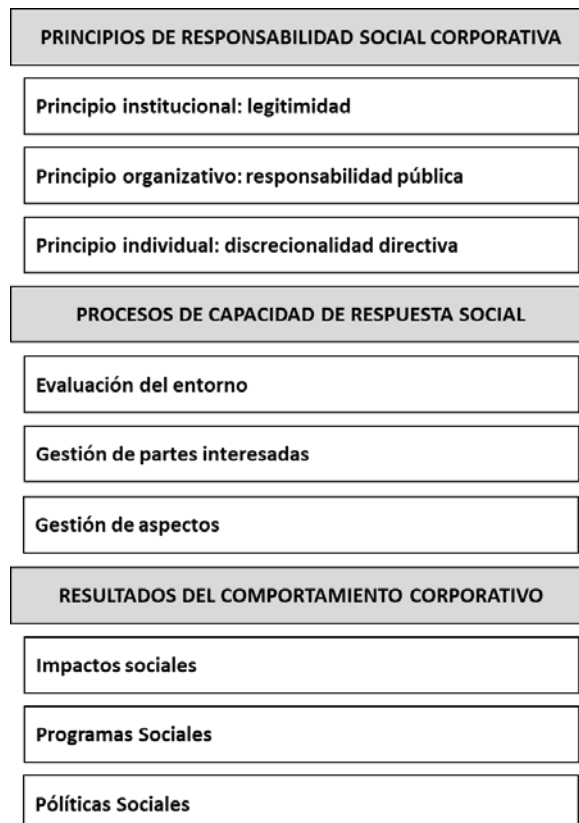 PRINCIPIOS DE RESPONSABILIDAD SOCIAL CORPORATIVA
Principio institucional: legitimidad
Principio organizativo: responsabilidad pública
Principio individual: discrecionalidad directiva
PROCESOS DE CAPACIDAD DE RESPUESTA SOCIAL
Evaluación del entorno
Gestión de partes interesadas
Gestión de aspectos
RESULTADOS DEL COMPORTAMIENTO CORPORATIVO
Impactos sociales
Programas Sociales
Pólíticas Sociales